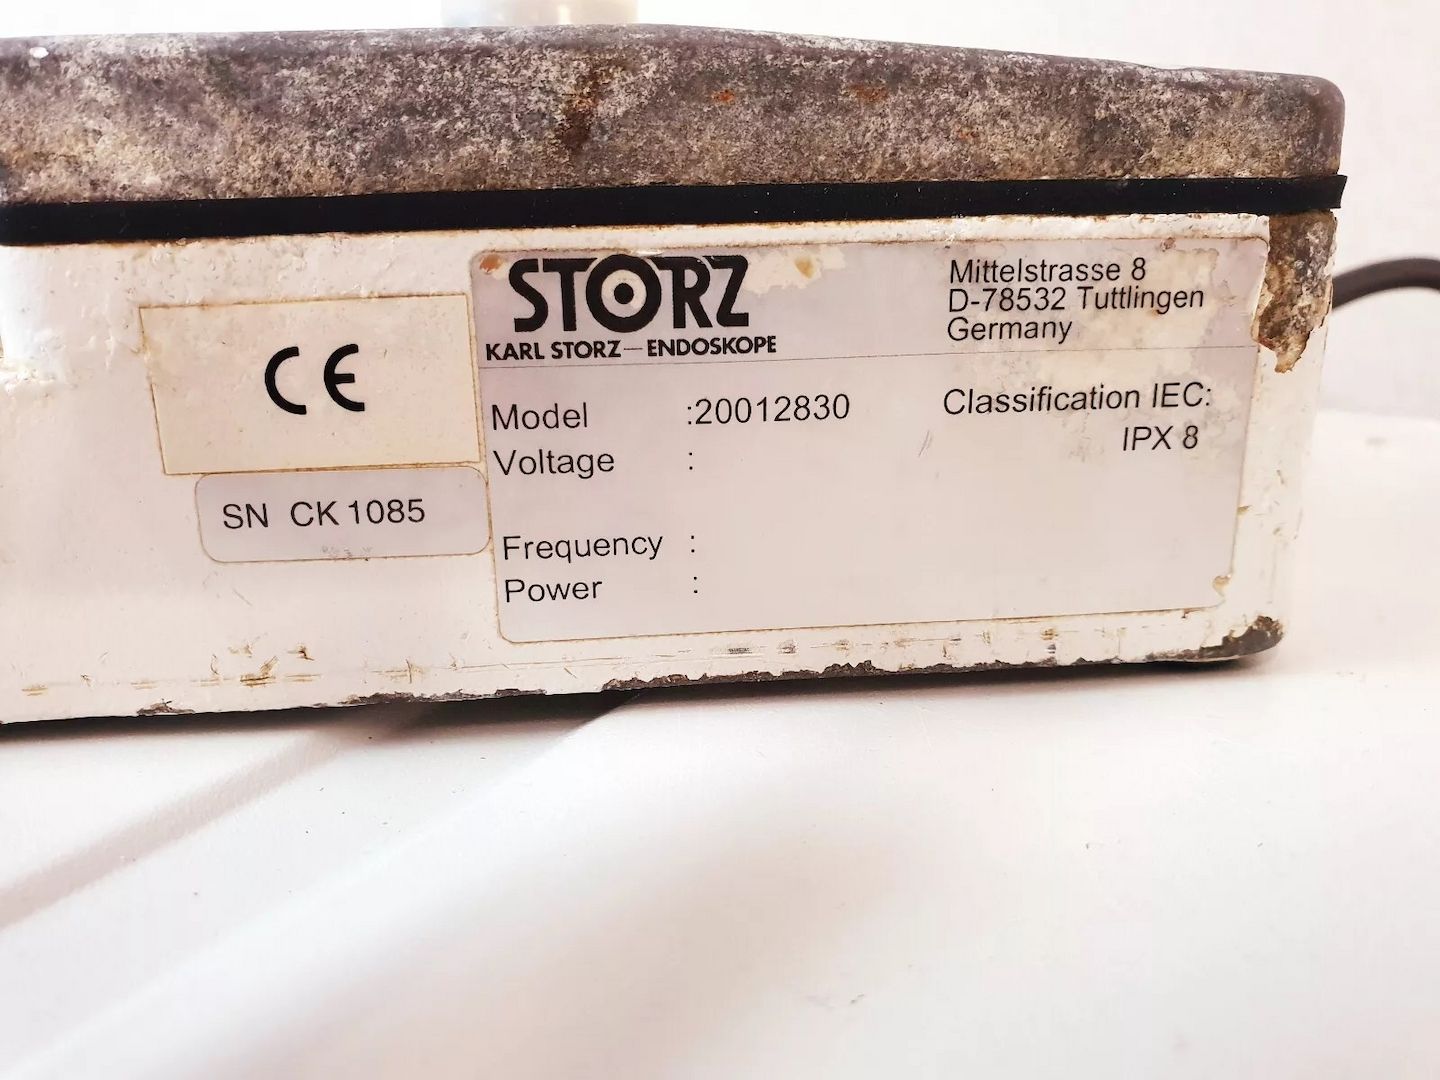 STORZ
KARL STORZ—ENDOSKOPE
Mittelstrasse 8
D-78532 Tuttlingen
Germany
CE
SN CK 1085
Model :20012830
Voltage :
Frequency :
Power :
Classification IEC:
IPX 8